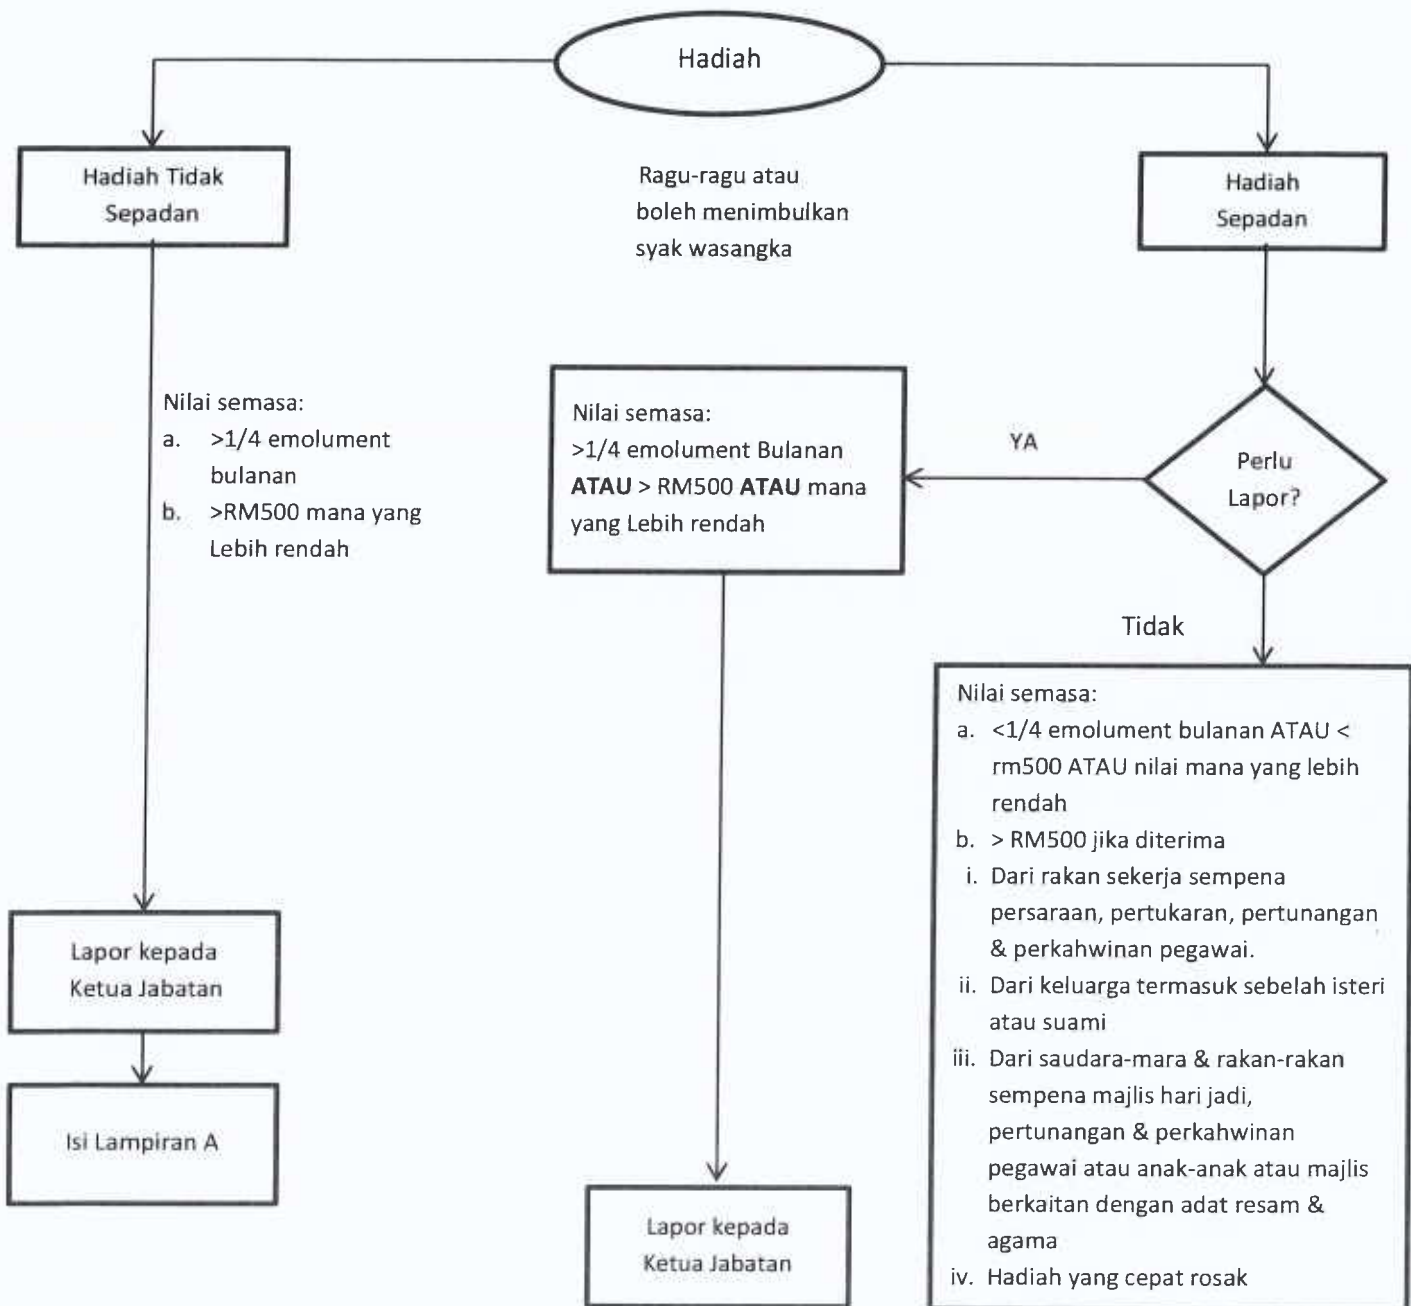 Hadiah
Hadiah Tidak
Sepadan
Ragu-ragu atau
boleh menimbulkan
syak wasangka
Hadiah
Sepadan
Nilai semasa:
a. >1/4 emolument
bulanan
b. >RM500 mana yang
Lebih rendah
Nilai semasa:
>1/4 emolument Bulanan
ATAU > RM500 ATAU mana
yang Lebih rendah
YA
Perlu
Lapor?
Tidak
Nilai semasa:
a. <1/4 emolument bulanan ATAU <
rm500 ATAU nilai mana yang lebih
rendah
b. > RM500 jika diterima
i. Dari rakan sekerja sempena
persaraan, pertukaran, pertunangan
& perkahwinan pegawai.
ii. Dari keluarga termasuk sebelah isteri
atau suami
iii. Dari saudara-mara & rakan-rakan
sempena majlis hari jadi,
pertunangan & perkahwinan
pegawai atau anak-anak atau majlis
berkaitan dengan adat resam &
agama
iv. Hadiah yang cepat rosak
Lapor kepada
Ketua Jabatan
Isi Lampiran A
Lapor kepada
Ketua Jabatan